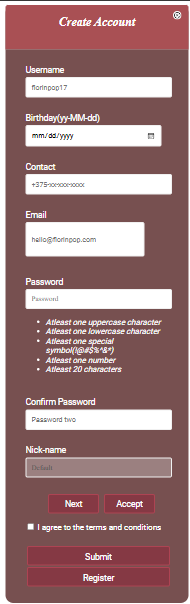 Create Account
Username
florinpop17
Birthday(yy-MM-dd)
mm/dd/yyyy
Contact
+375-xx-xxx-xxxx
Email
hello@florinpop.com
Password
Password
Atleast one uppercase character
Atleast one lowercase character
Atleast one special
symbol(!@#$%^&*)
Atleast one number
Atleast 20 characters
Confirm Password
Password two
Nick-name
Default
Next Accept
I agree to the terms and conditions
Submit
Register